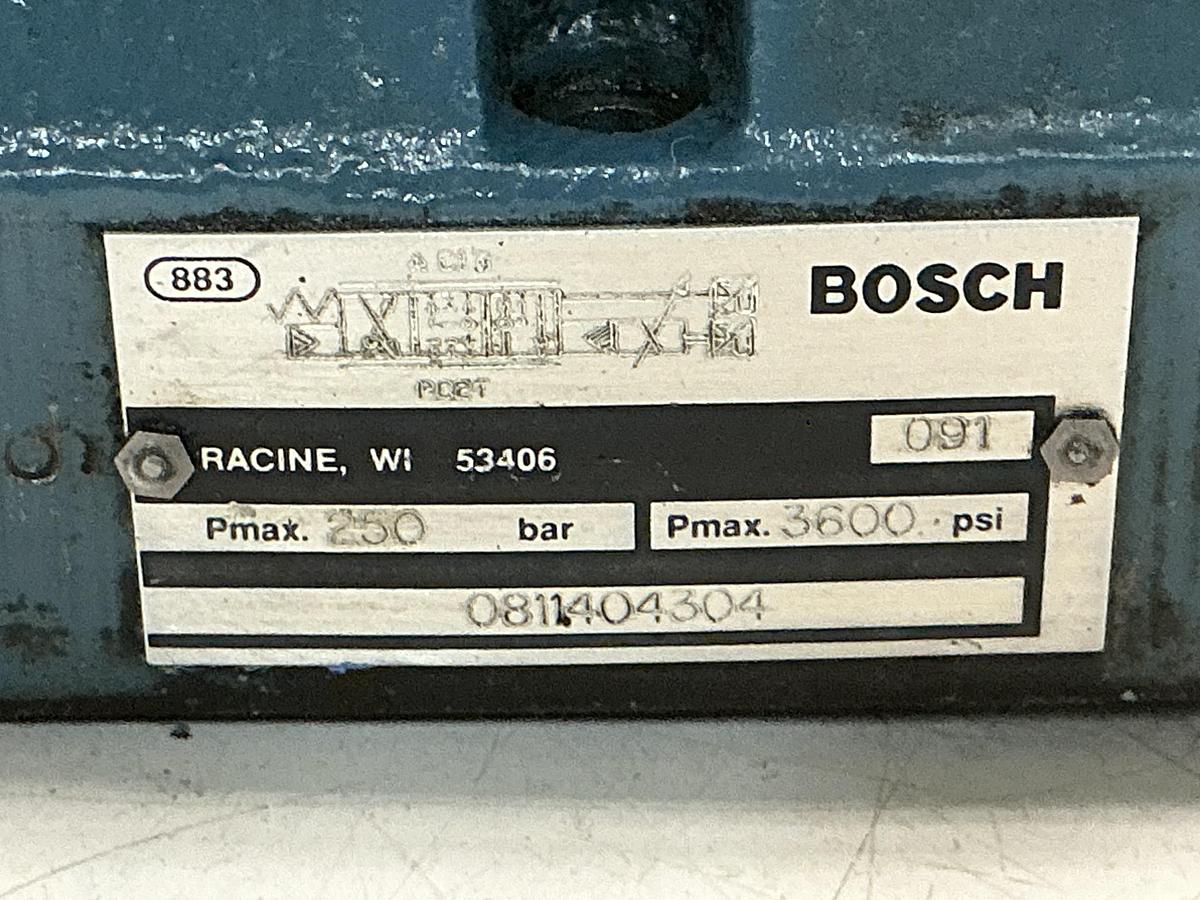 883
BOSCH
RACINE, WI 53406
091
Pmax. 250 bar
Pmax. 3600 psi
0811404304